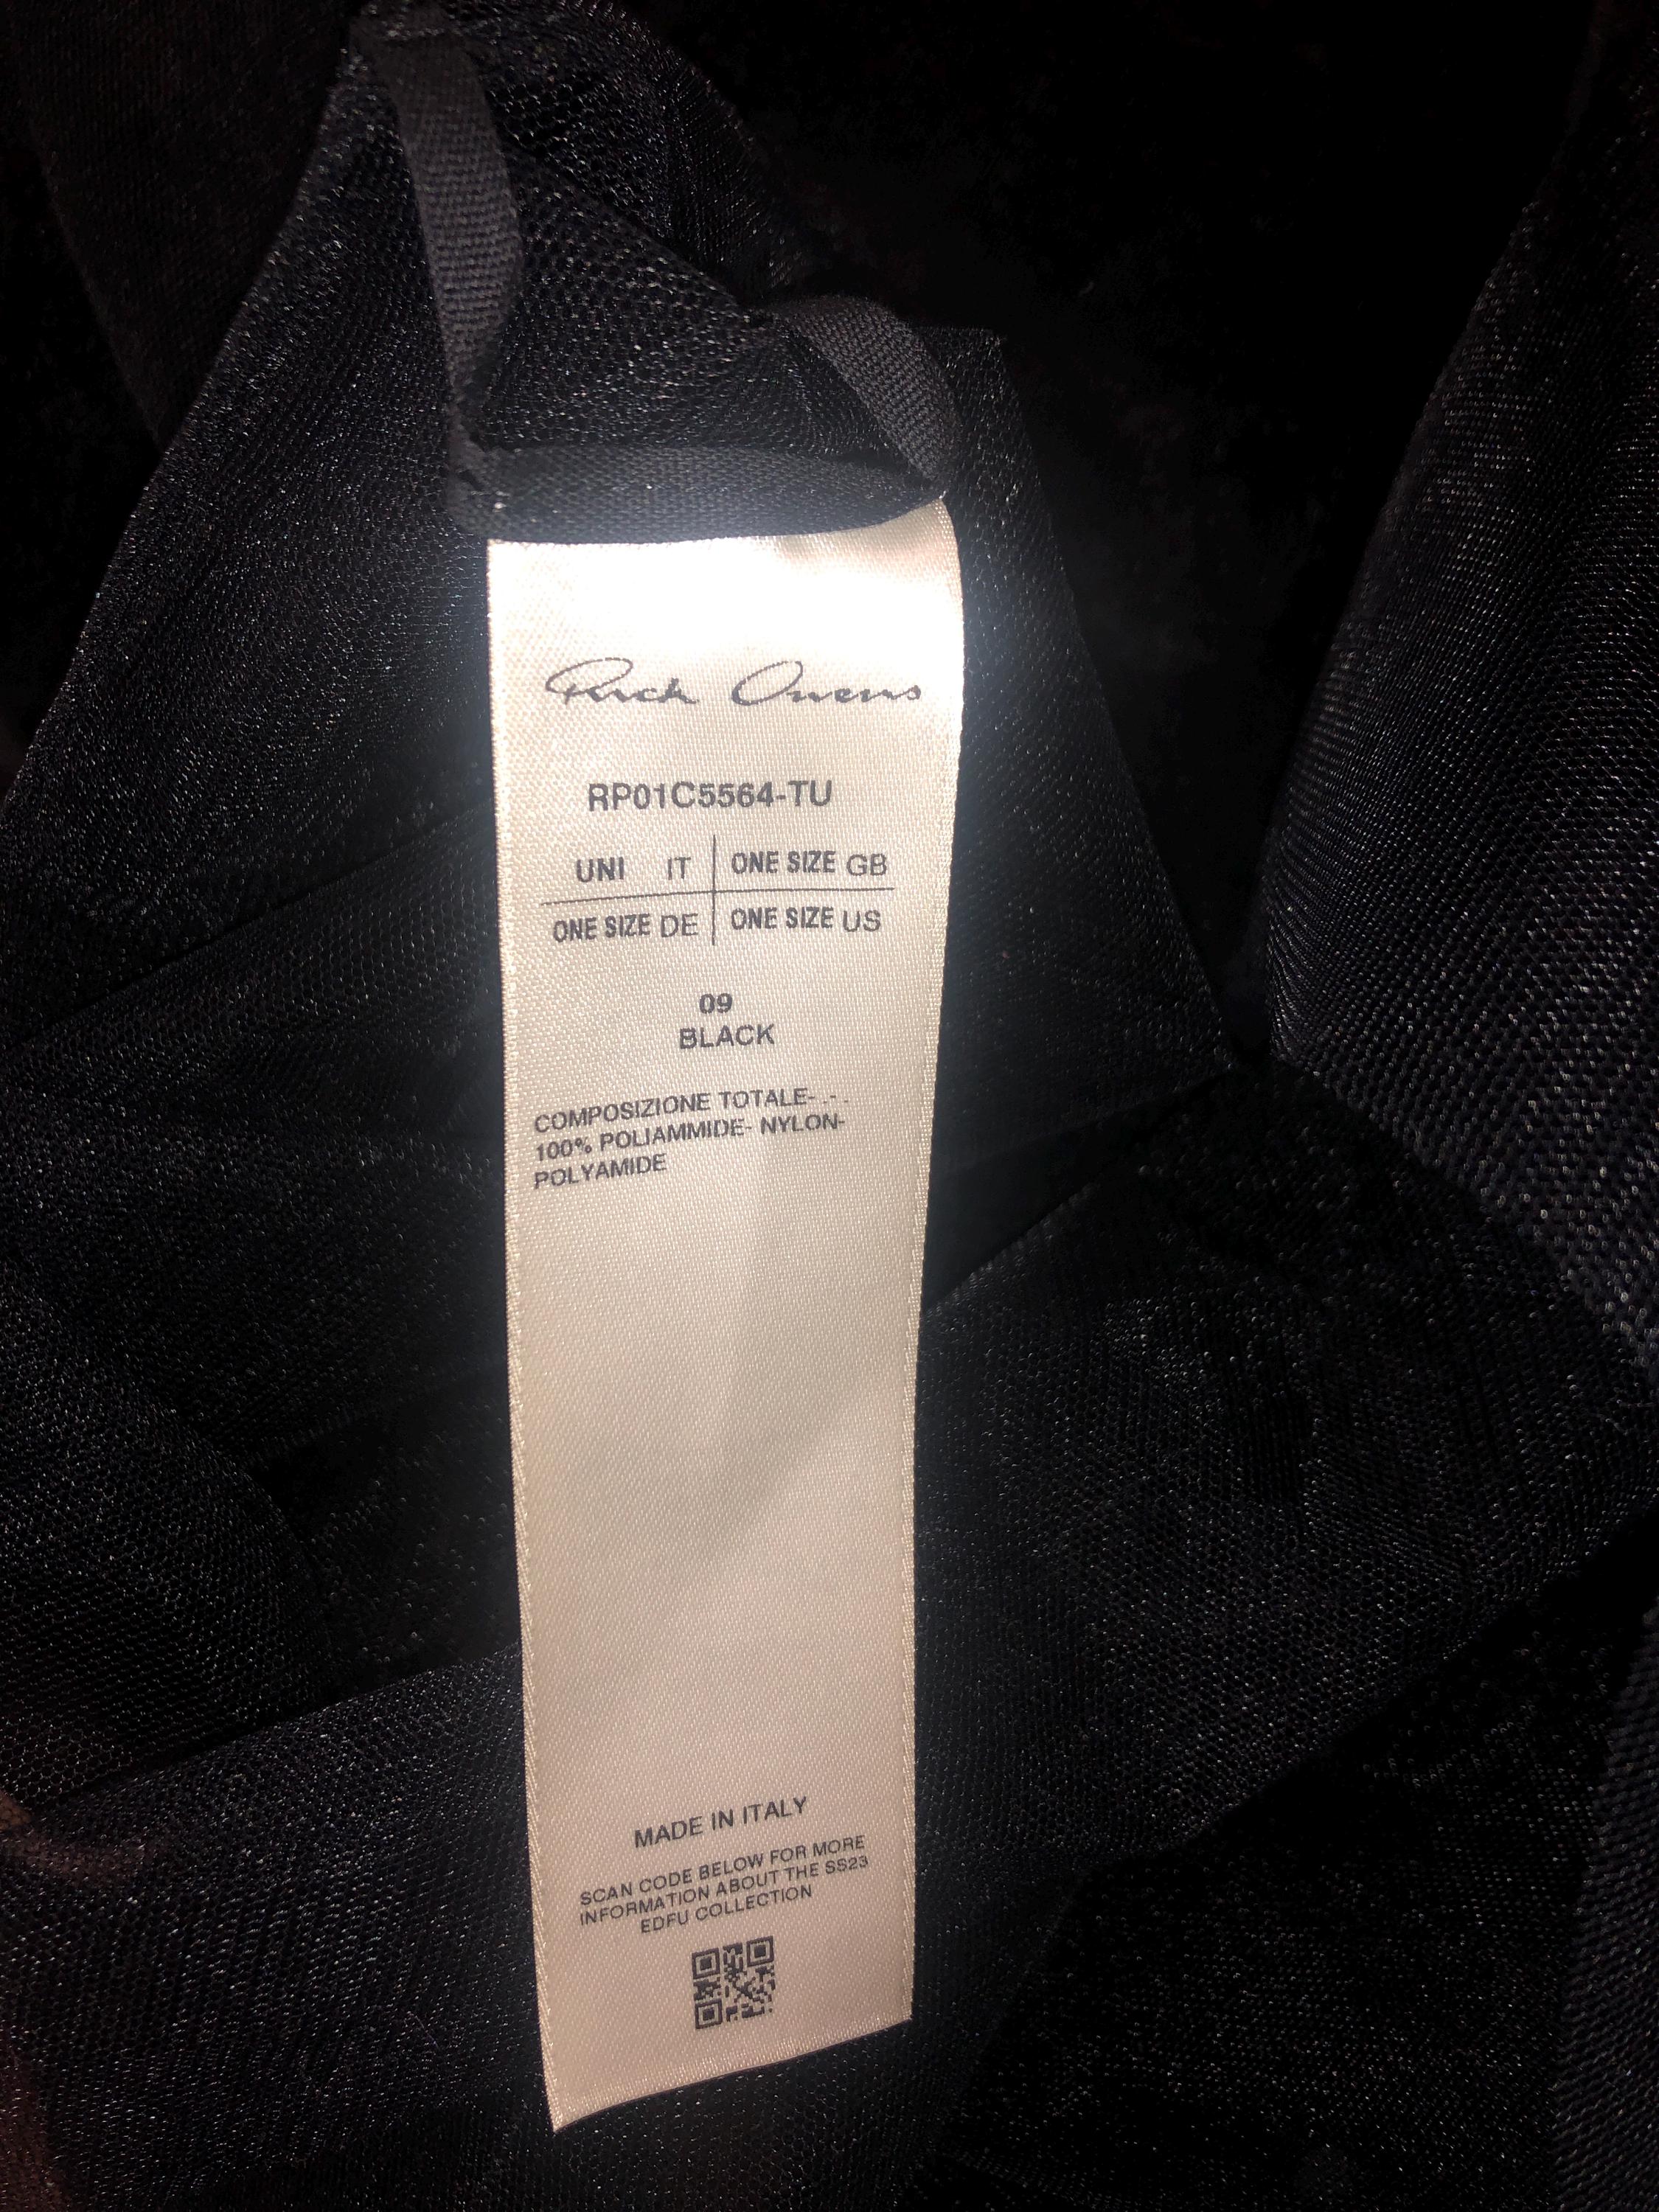 Rick Owens
RP01C5564-TU
UNI IT ONE SIZE GB
ONE SIZE DE ONE SIZE US
09
BLACK
COMPOSIZIONE TOTALE- .- .
100% POLIAMMIDE- NYLON-
POLYAMIDE
MADE IN ITALY
SCAN CODE BELOW FOR MORE
INFORMATION ABOUT THE SS23
EDFU COLLECTION